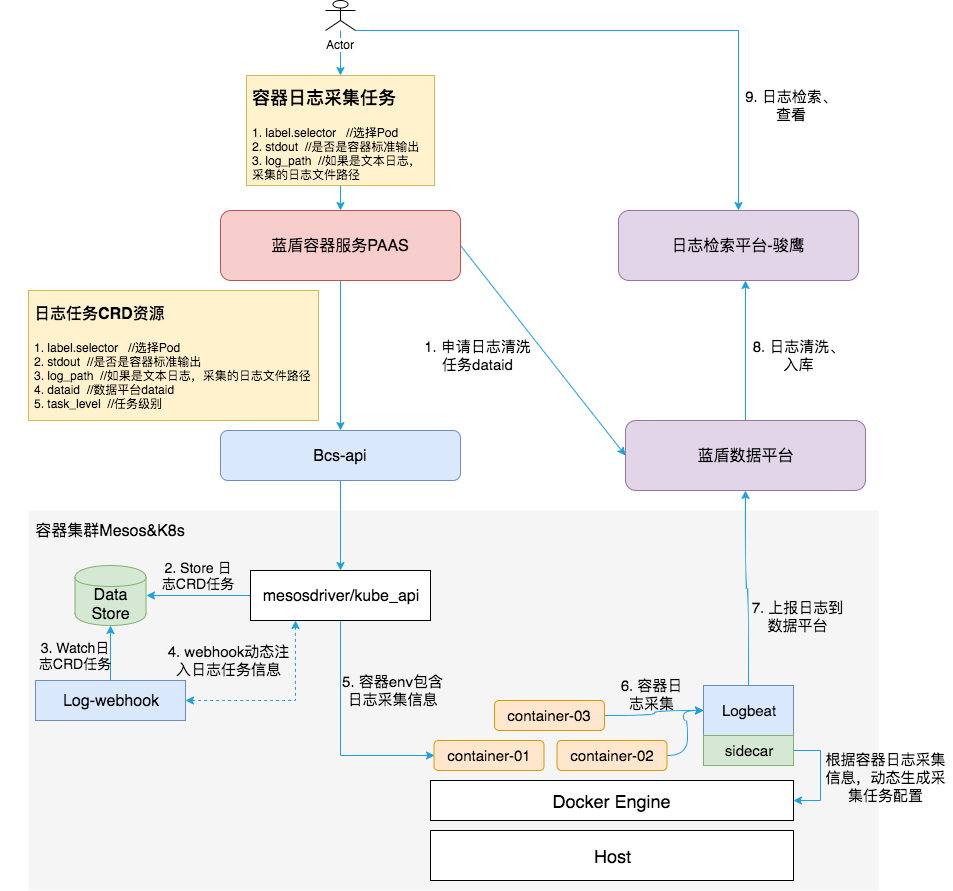 Actor
容器日志采集任务
1. label.selector //选择Pod
2. stdout //是否是容器标准输出
3. log_path //如果是文本日志，
采集的日志文件路径
9. 日志检索、
查看
蓝盾容器服务PAAS
日志检索平台-骏鹰
日志任务CRD资源
1. label.selector //选择Pod
2. stdout //是否是容器标准输出
3. log_path //如果是文本日志，采集的日志文件路径
4. dataid //数据平台dataid
5. task_level //任务级别
1. 申请日志清洗
任务dataid
8. 日志清洗、
入库
Bcs-api
蓝盾数据平台
容器集群Mesos&K8s
2. Store 日
志CRD任务
Data
Store
mesosdriver/kube_api
3. Watch日
志CRD任务
4. webhook动态注
入日志任务信息
Log-webhook
5. 容器env包含
日志采集信息
6. 容器日
志采集
7. 上报日志到
数据平台
container-03
container-01
container-02
Logbeat
sidecar
根据容器日志采集
信息，动态生成采
集任务配置
Docker Engine
Host